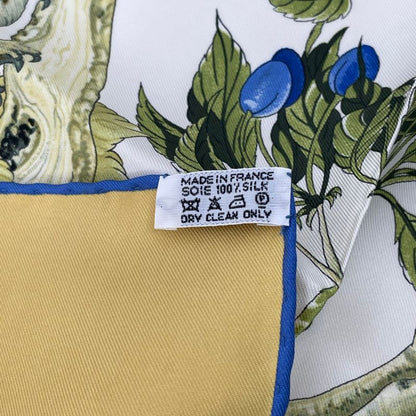 MADE IN FRANCE
SOIE 100% SILK
DRY CLEAN ONLY